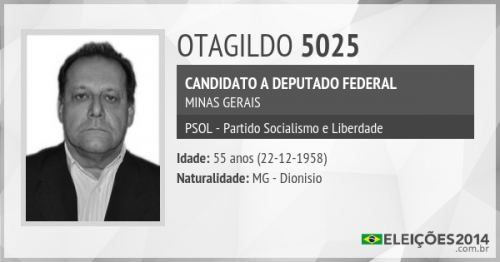 OTAGILDO 5025
CANDIDATO A DEPUTADO FEDERAL
MINAS GERAIS
PSOL - Partido Socialismo e Liberdade
Idade: 55 anos (22-12-1958)
Naturalidade: MG - Dionisio
ELEIÇÕES2014
.com.br